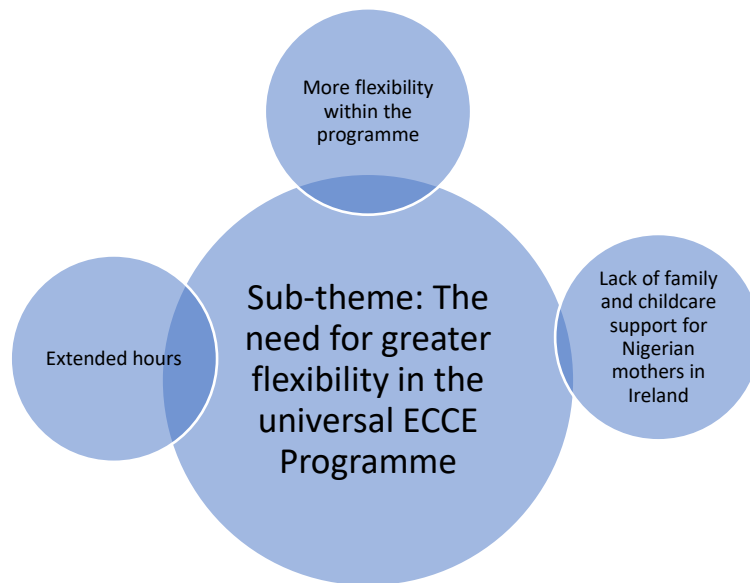 More flexibility
within the
programme
Sub-theme: The
need for greater
flexibility in the
universal ECCE
Programme
Extended hours
Lack of family
and childcare
support for
Nigerian
mothers in
Ireland